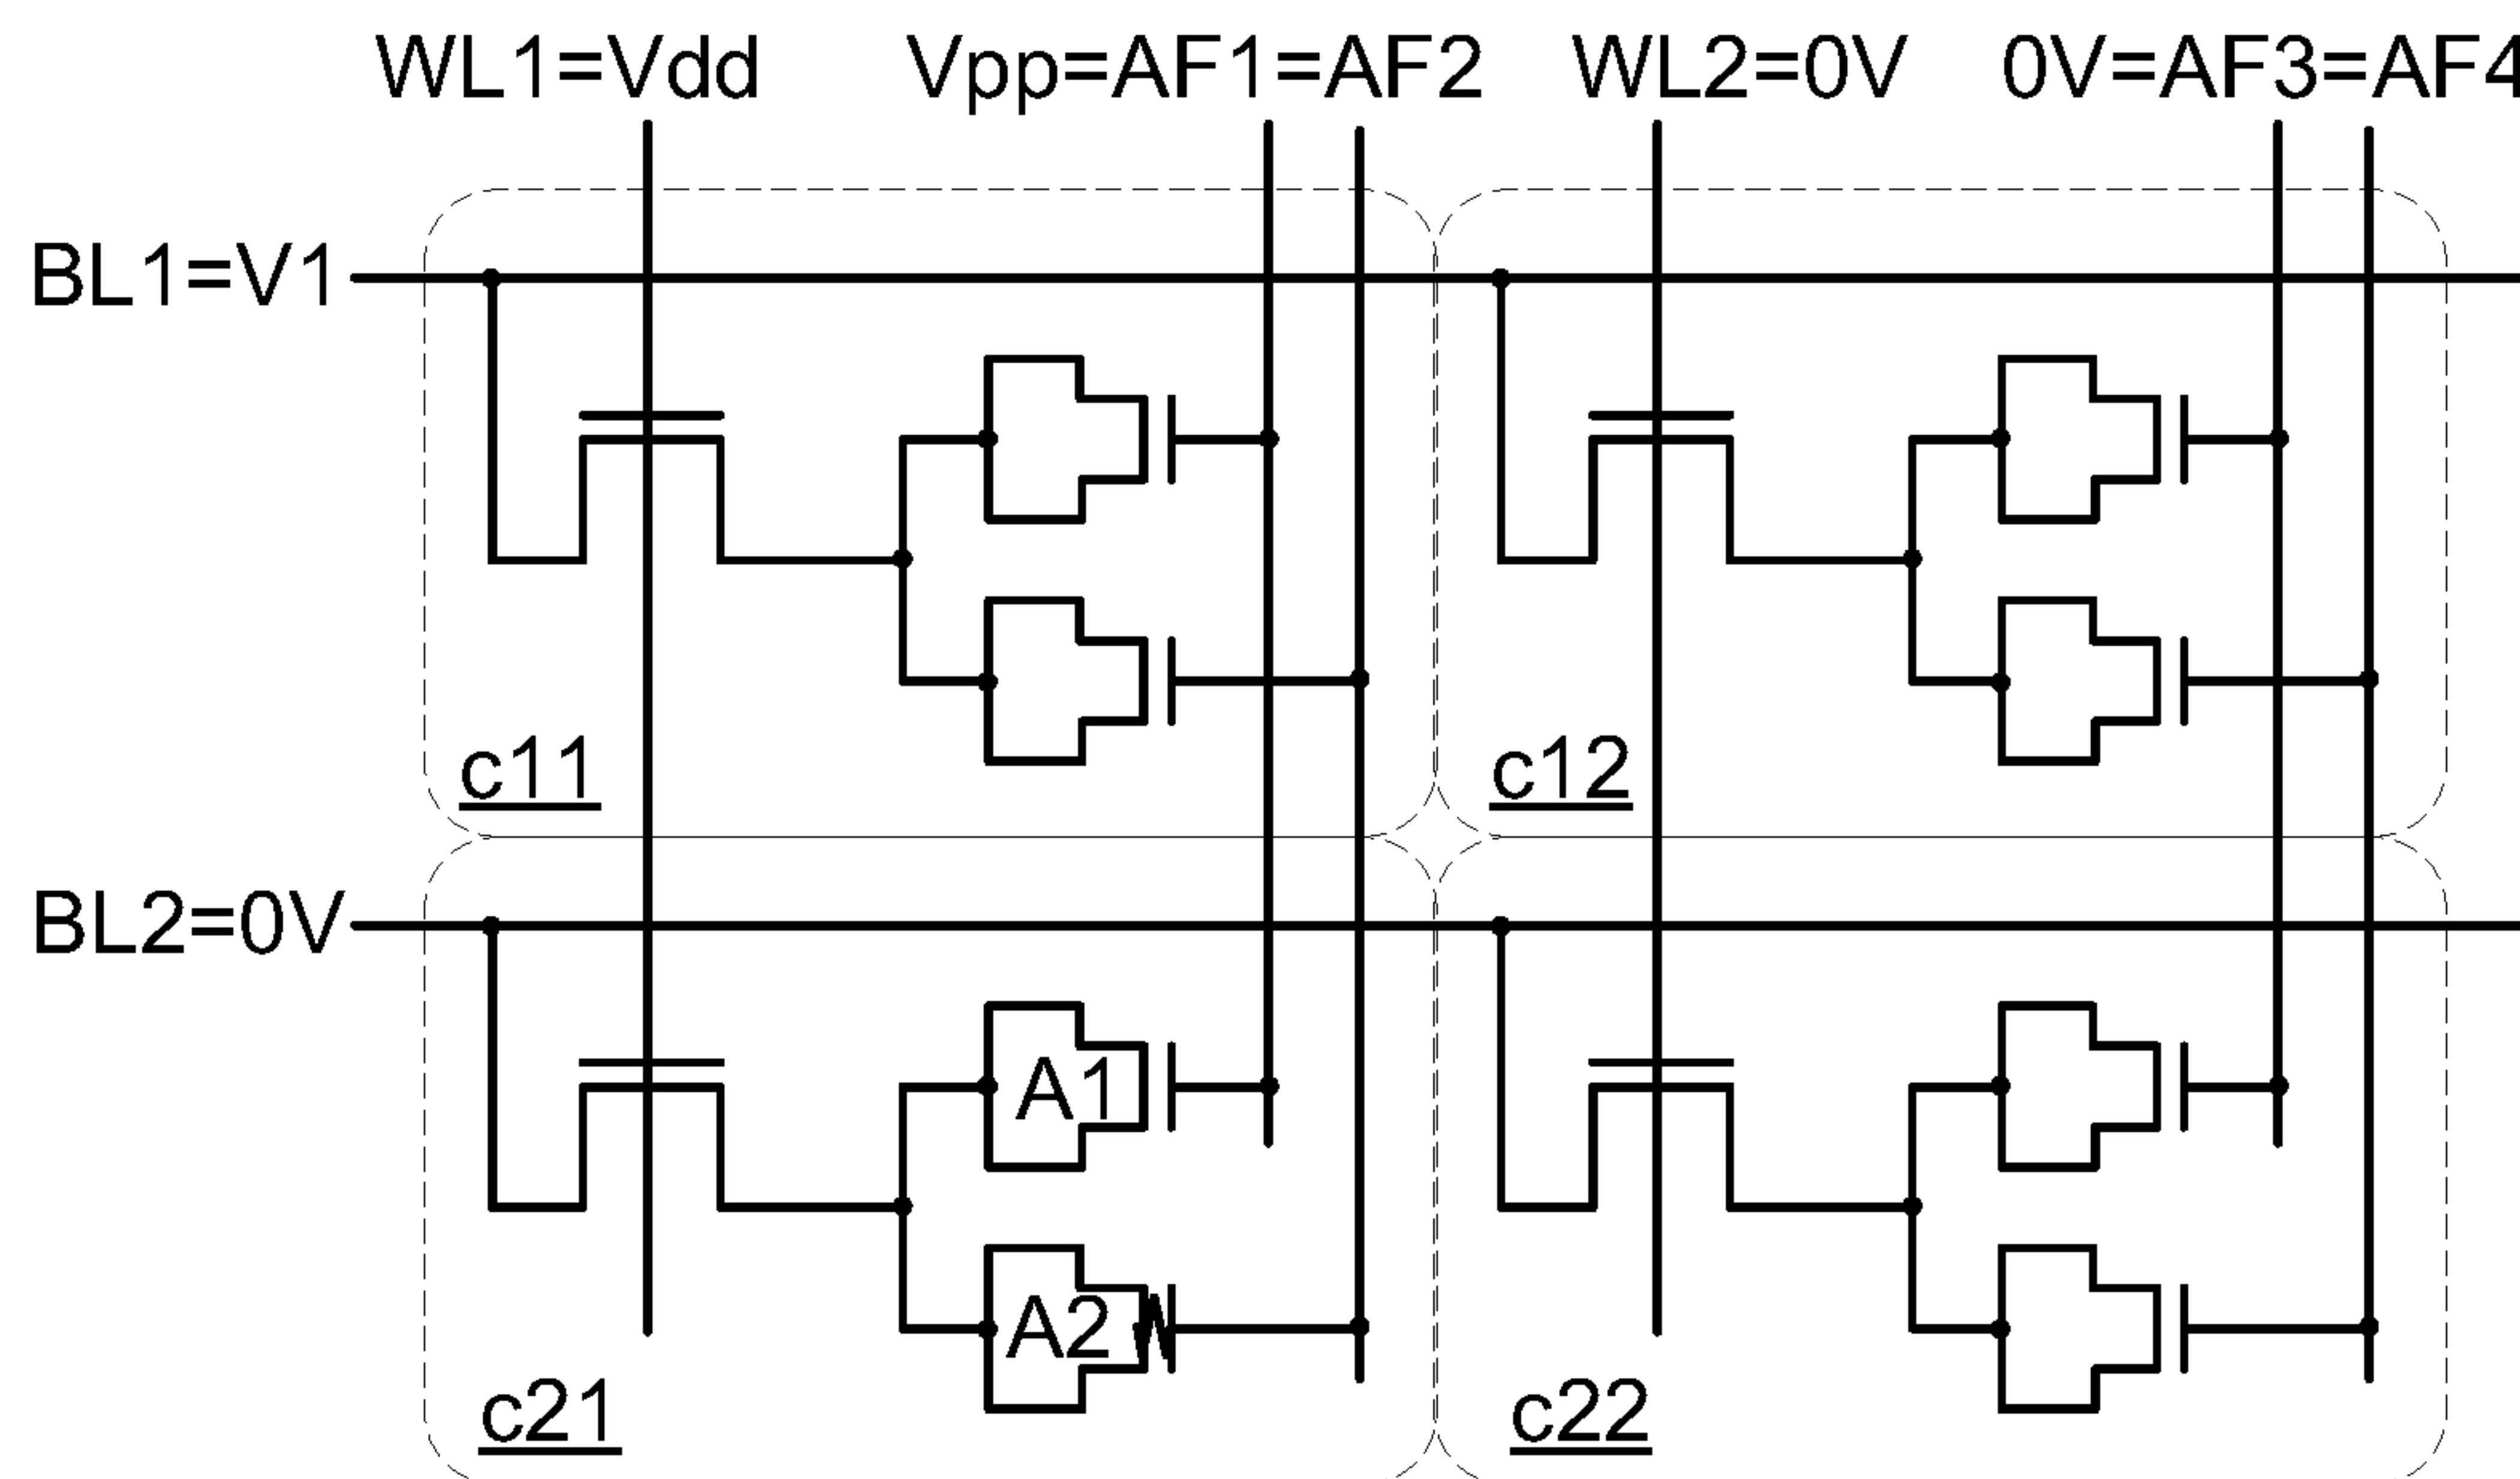 WL1=Vdd Vpp=AF1=AF2 WL2=0V 0V=AF3=AF4
BL1=V1
c11 c12
BL2=0V
A1
A2
c21 c22